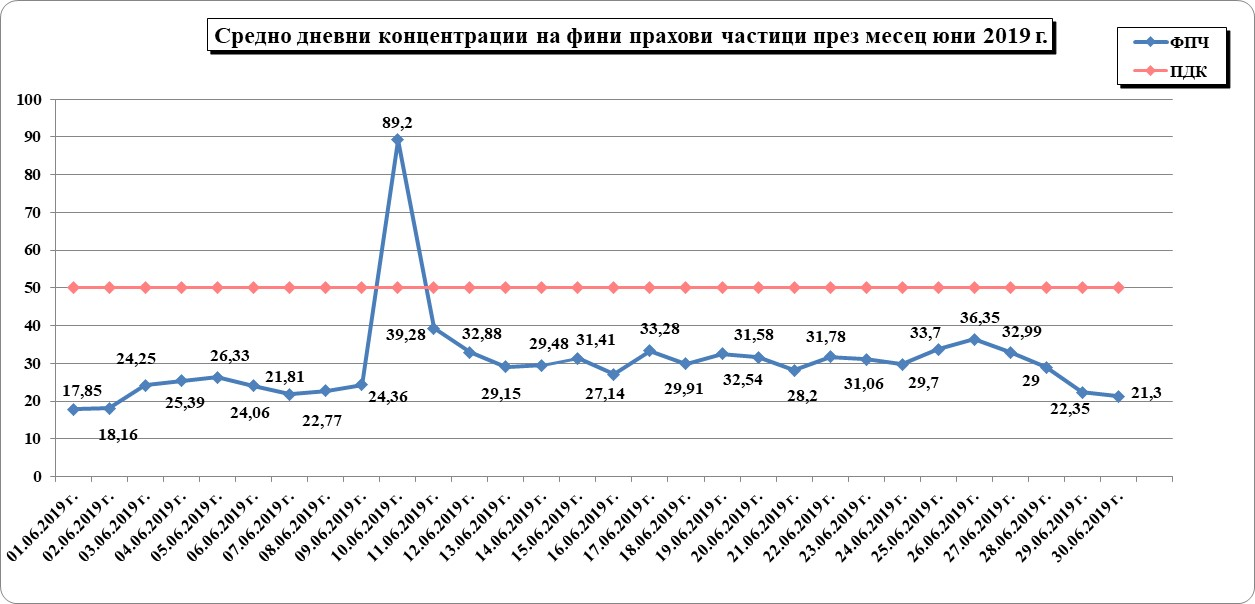 Средно дневни концентрации на фини прахови частици през месец юни 2019 г.
ФПЧ
ПДК
100
90
80
70
60
50
40
30
20
10
0
17,85
18,16
24,25
25,39
26,33
24,06
21,81
22,77
24,36
89,2
39,28
32,88
29,15
29,48
31,41
27,14
33,28
29,91
32,54
31,58
28,2
31,78
31,06
29,7
33,7
36,35
32,99
29
22,35
21,3
01.06.2019 г.
02.06.2019 г.
03.06.2019 г.
04.06.2019 г.
05.06.2019 г.
06.06.2019 г.
07.06.2019 г.
08.06.2019 г.
09.06.2019 г.
10.06.2019 г.
11.06.2019 г.
12.06.2019 г.
13.06.2019 г.
14.06.2019 г.
15.06.2019 г.
16.06.2019 г.
17.06.2019 г.
18.06.2019 г.
19.06.2019 г.
20.06.2019 г.
21.06.2019 г.
22.06.2019 г.
23.06.2019 г.
24.06.2019 г.
25.06.2019 г.
26.06.2019 г.
27.06.2019 г.
28.06.2019 г.
29.06.2019 г.
30.06.2019 г.